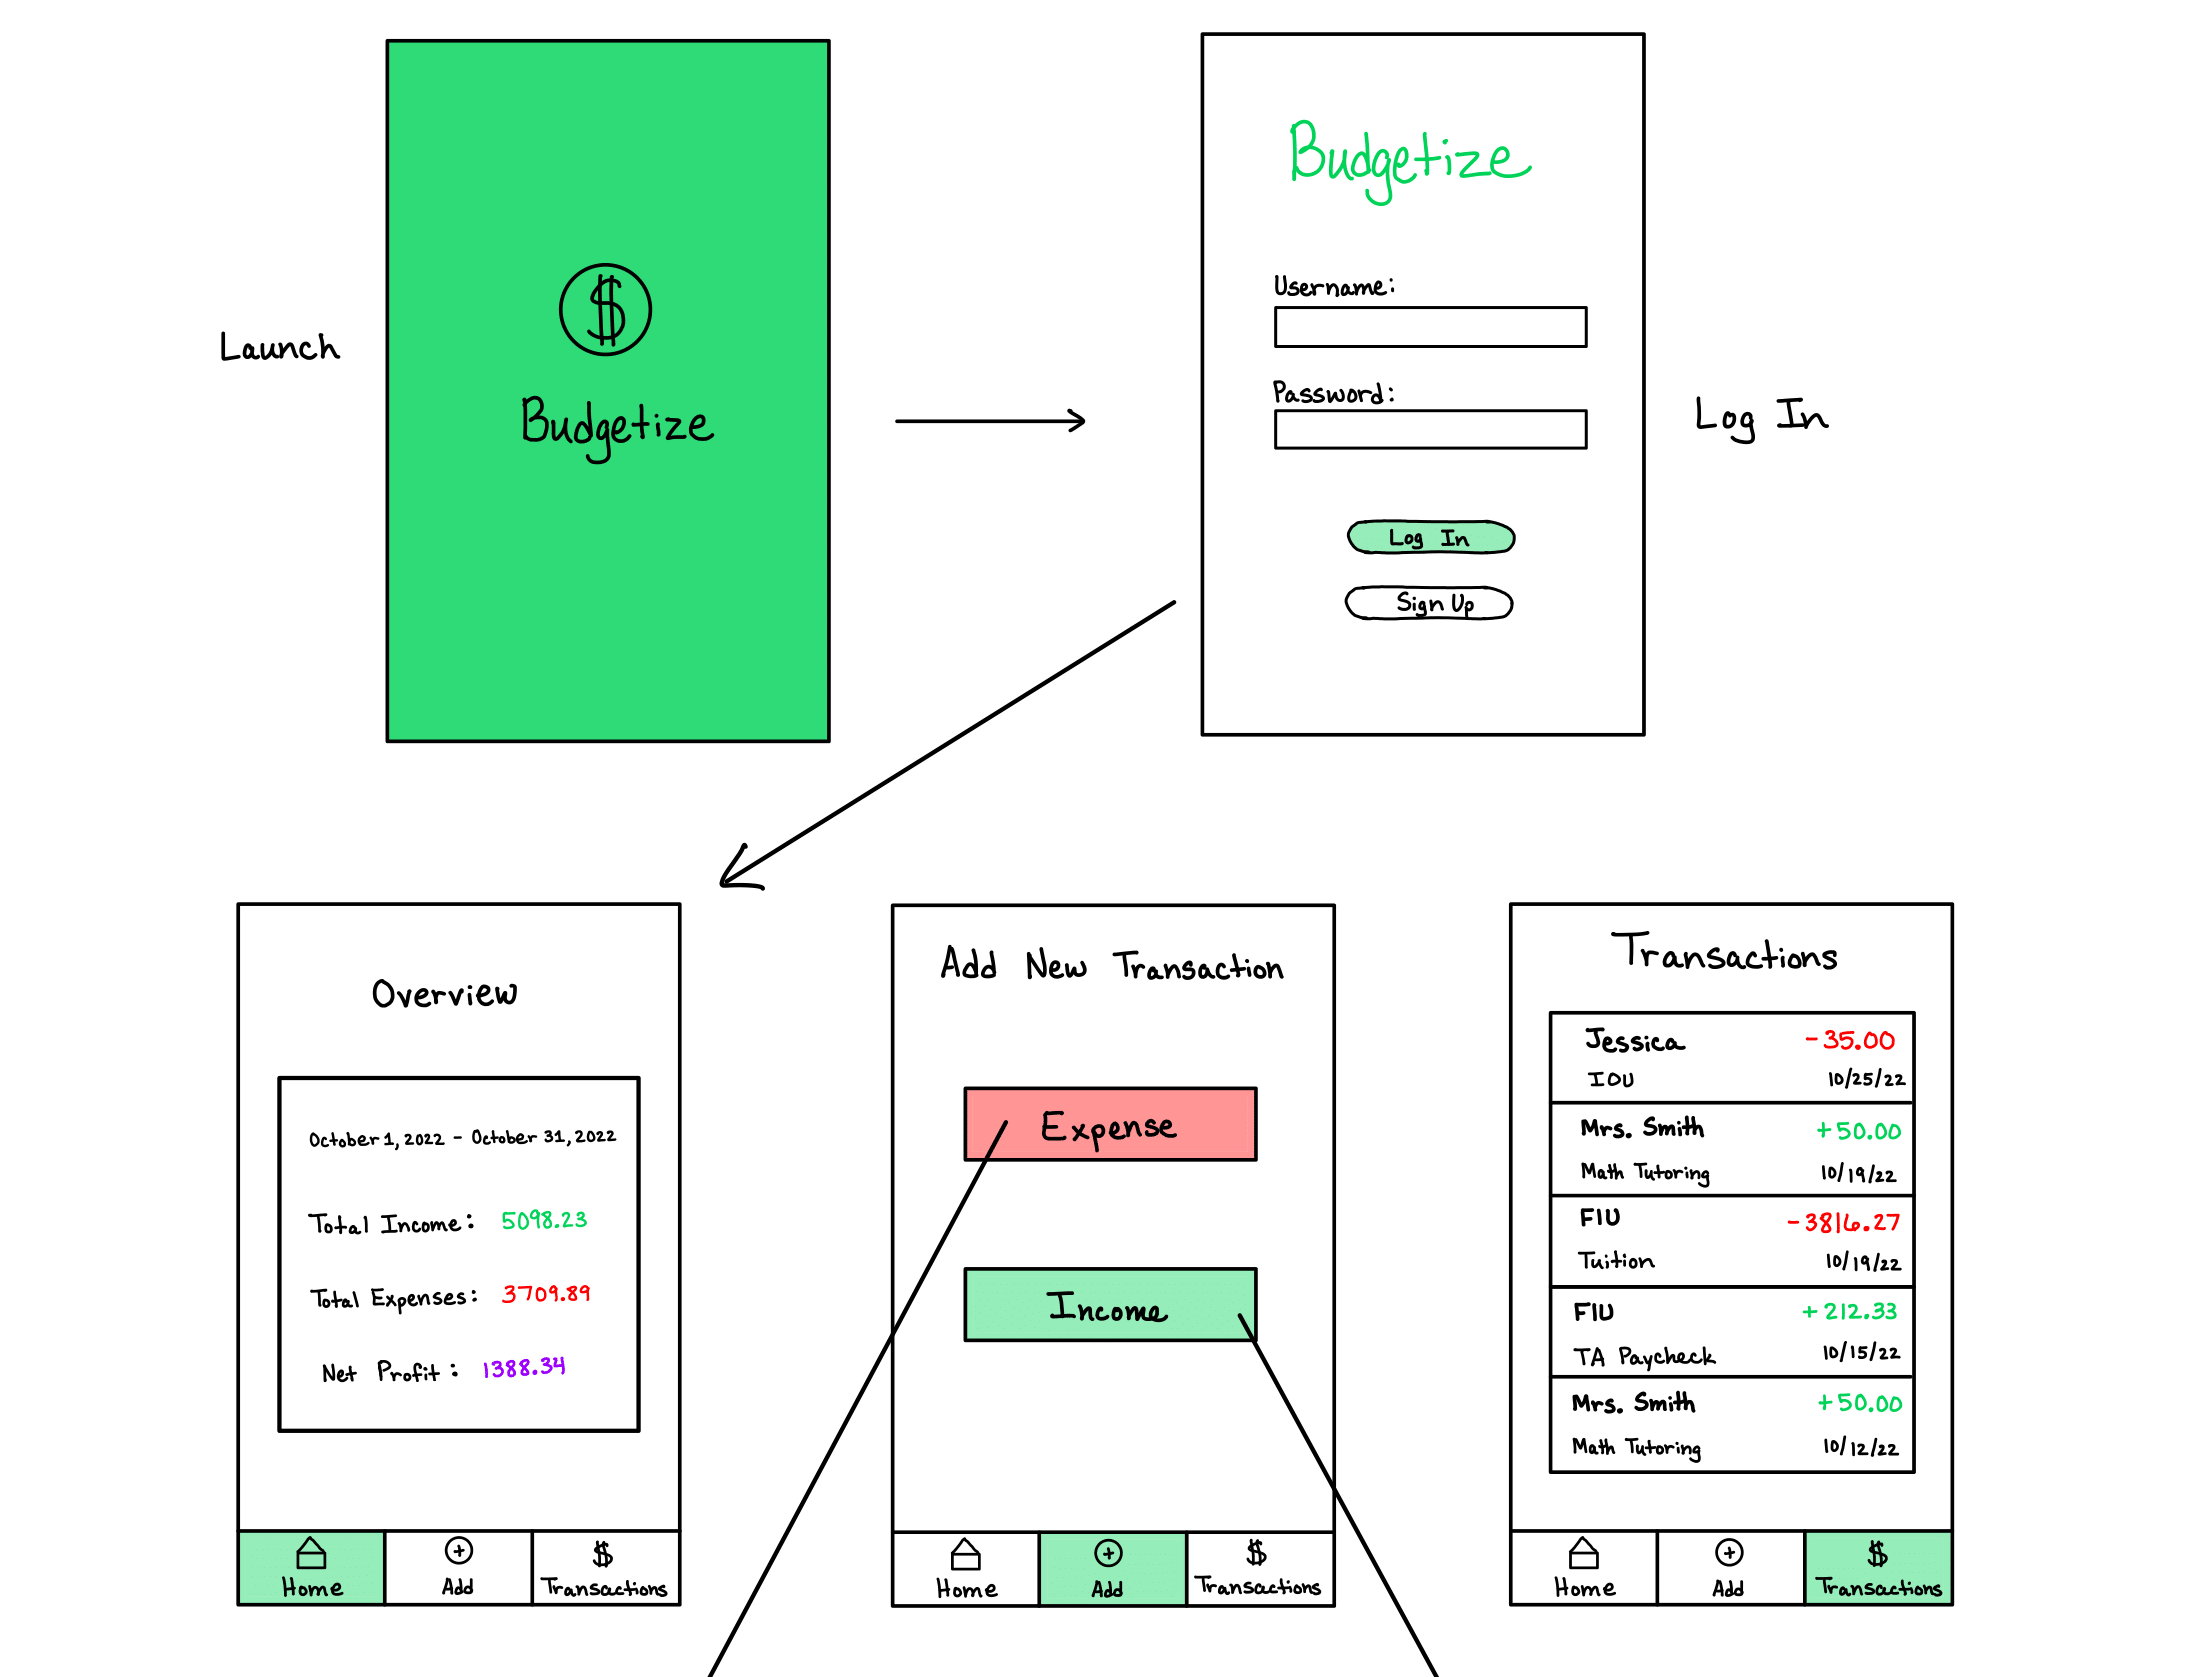 Launch
$
Budgetize
Budgetize
Username:
Password:
Log In
Sign Up
Log In
Overview
October 1, 2022 - October 31, 2022
Total Income: 5098.23
Total Expenses: 3709.89
Net Profit: 1388.34
Home
+
Add
$
Transactions
Add New Transaction
Expense
Income
Home
+
Add
$
Transactions
Transactions
Jessica -35.00
IOU 10/25/22
Mrs. Smith +50.00
Math Tutoring 10/19/22
FIU -3816.27
Tuition 10/19/22
FIU +212.33
TA Paycheck 10/15/22
Mrs. Smith +50.00
Math Tutoring 10/12/22
Home
+
Add
$
Transactions